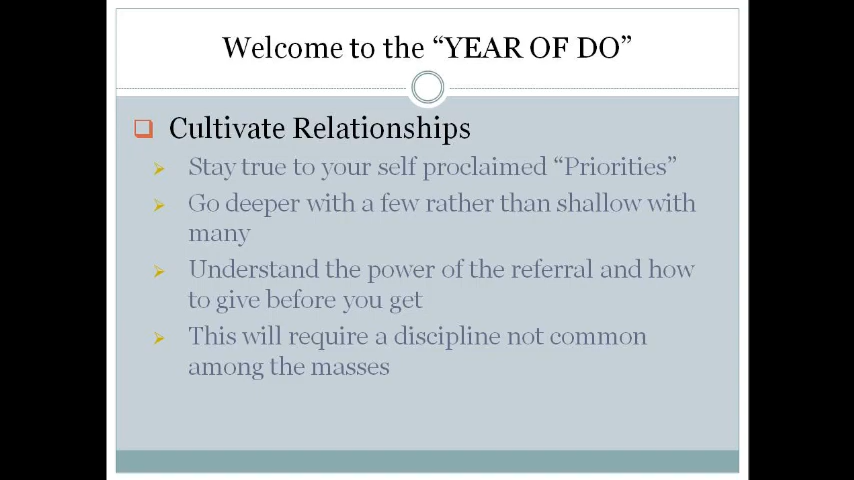 Welcome to the “YEAR OF DO”
Cultivate Relationships
Stay true to your self proclaimed “Priorities”
Go deeper with a few rather than shallow with
many
Understand the power of the referral and how
to give before you get
This will require a discipline not common
among the masses